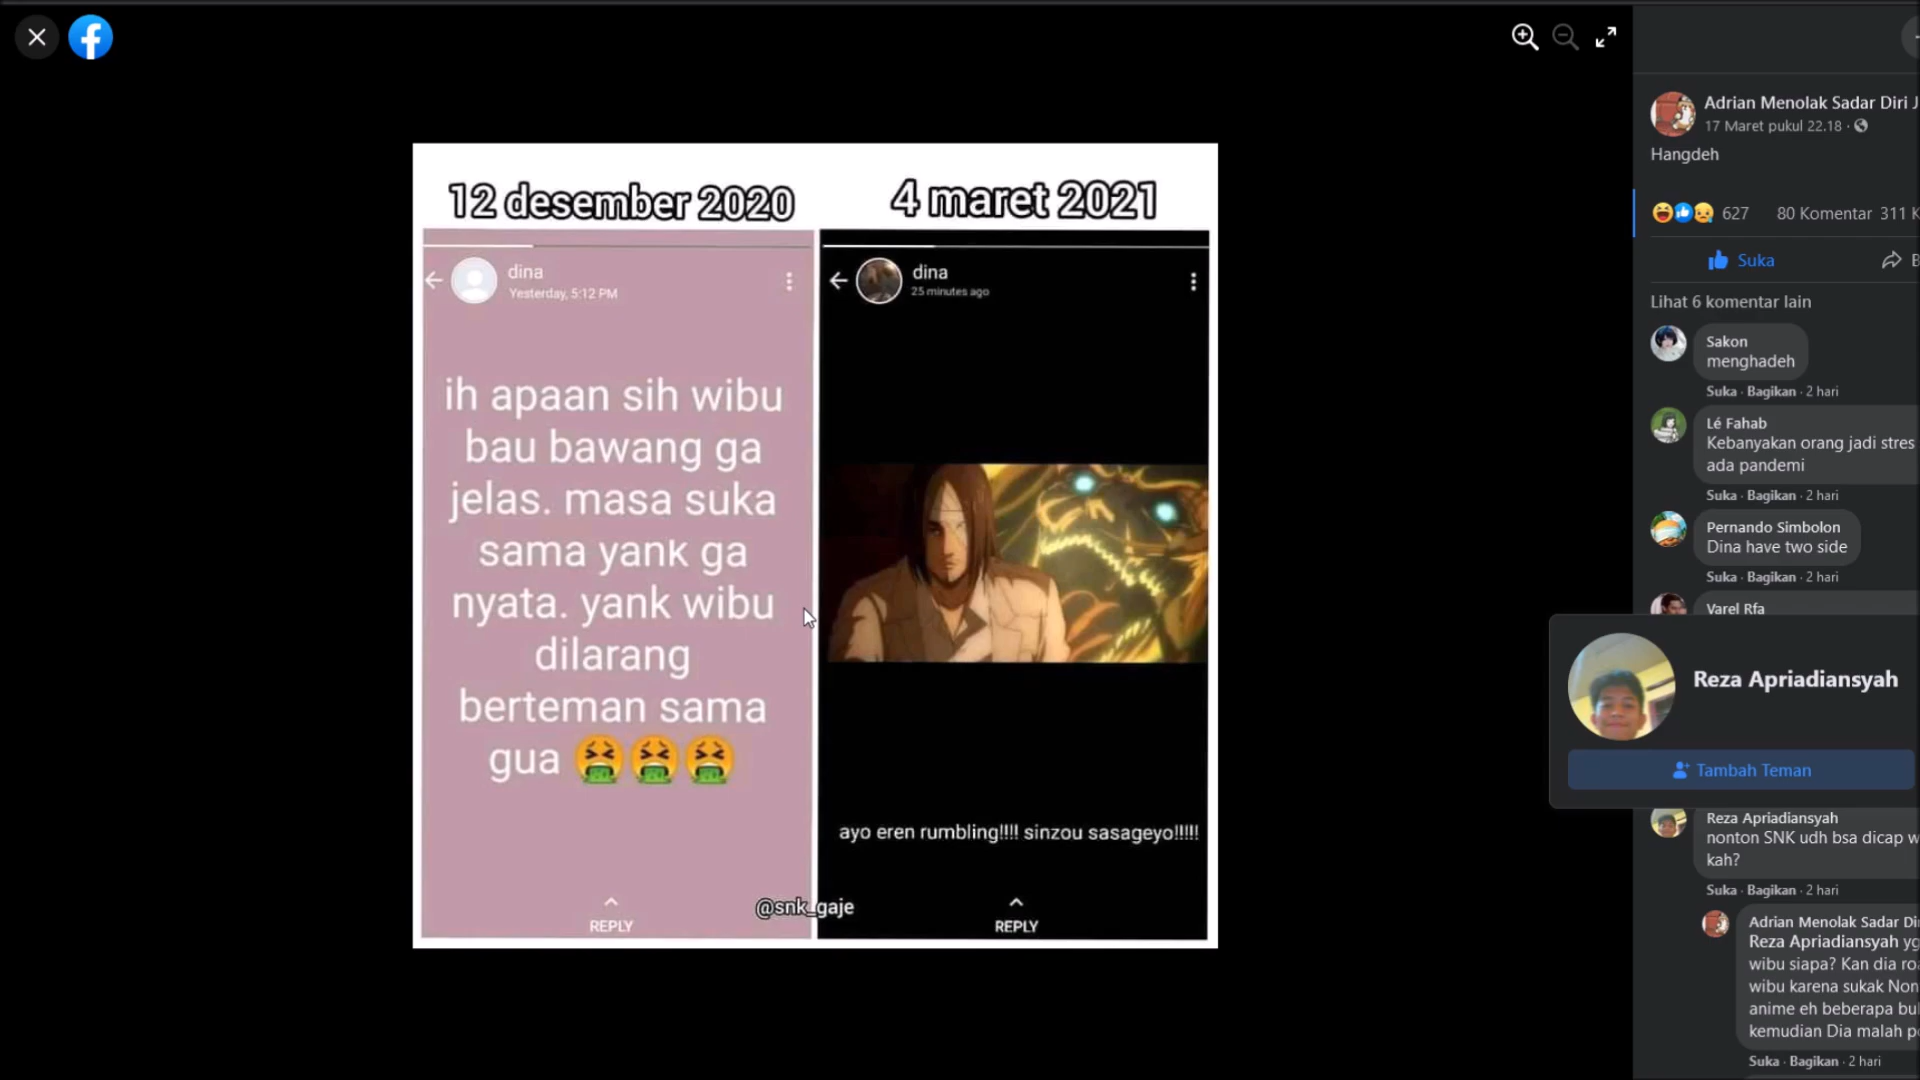 12 desember 2020
4 maret 2021
dina
Yesterday, 5:12 PM
ih apaan sih wibu
bau bawang ga
jelas. masa suka
sama yank ga
nyata. yank wibu
dilarang
berteman sama
gua 🤮🤮🤮
REPLY
dina
25 minutes ago
ayo eren rumbling!!!! sinzou sasageyo!!!!!
REPLY
@snk_gaje
Adrian Menolak Sadar Diri J
17 Maret pukul 22.18 ·
Hangdeh
627 80 Komentar 311 K
Suka B
Lihat 6 komentar lain
Sakon
menghadeh
Suka · Bagikan · 2 hari
Lé Fahab
Kebanyakan orang jadi stres
ada pandemi
Suka · Bagikan · 2 hari
Pernando Simbolon
Dina have two side
Suka · Bagikan · 2 hari
Varel Rfa
Reza Apriadiansyah
Tambah Teman
Reza Apriadiansyah
nonton SNK udh bsa dicap w
kah?
Suka · Bagikan · 2 hari
Adrian Menolak Sadar Di
Reza Apriadiansyah yg
wibu siapa? Kan dia roa
wibu karena sukak Non
anime eh beberapa bul
kemudian Dia malah p
Suka · Bagikan · 2 hari